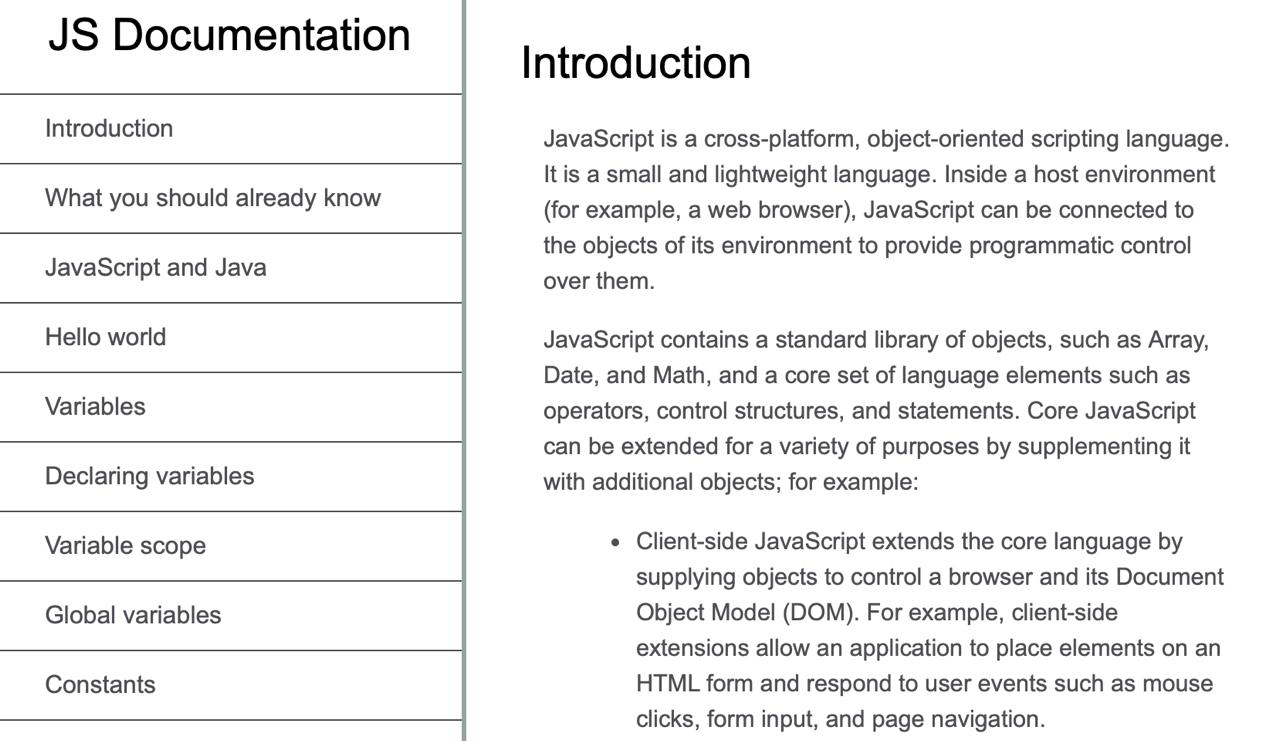 JS Documentation
Introduction
What you should already know
JavaScript and Java
Hello world
Variables
Declaring variables
Variable scope
Global variables
Constants
Introduction
JavaScript is a cross-platform, object-oriented scripting language.
It is a small and lightweight language. Inside a host environment
(for example, a web browser), JavaScript can be connected to
the objects of its environment to provide programmatic control
over them.
JavaScript contains a standard library of objects, such as Array,
Date, and Math, and a core set of language elements such as
operators, control structures, and statements. Core JavaScript
can be extended for a variety of purposes by supplementing it
with additional objects; for example:
• Client-side JavaScript extends the core language by
supplying objects to control a browser and its Document
Object Model (DOM). For example, client-side
extensions allow an application to place elements on an
HTML form and respond to user events such as mouse
clicks, form input, and page navigation.